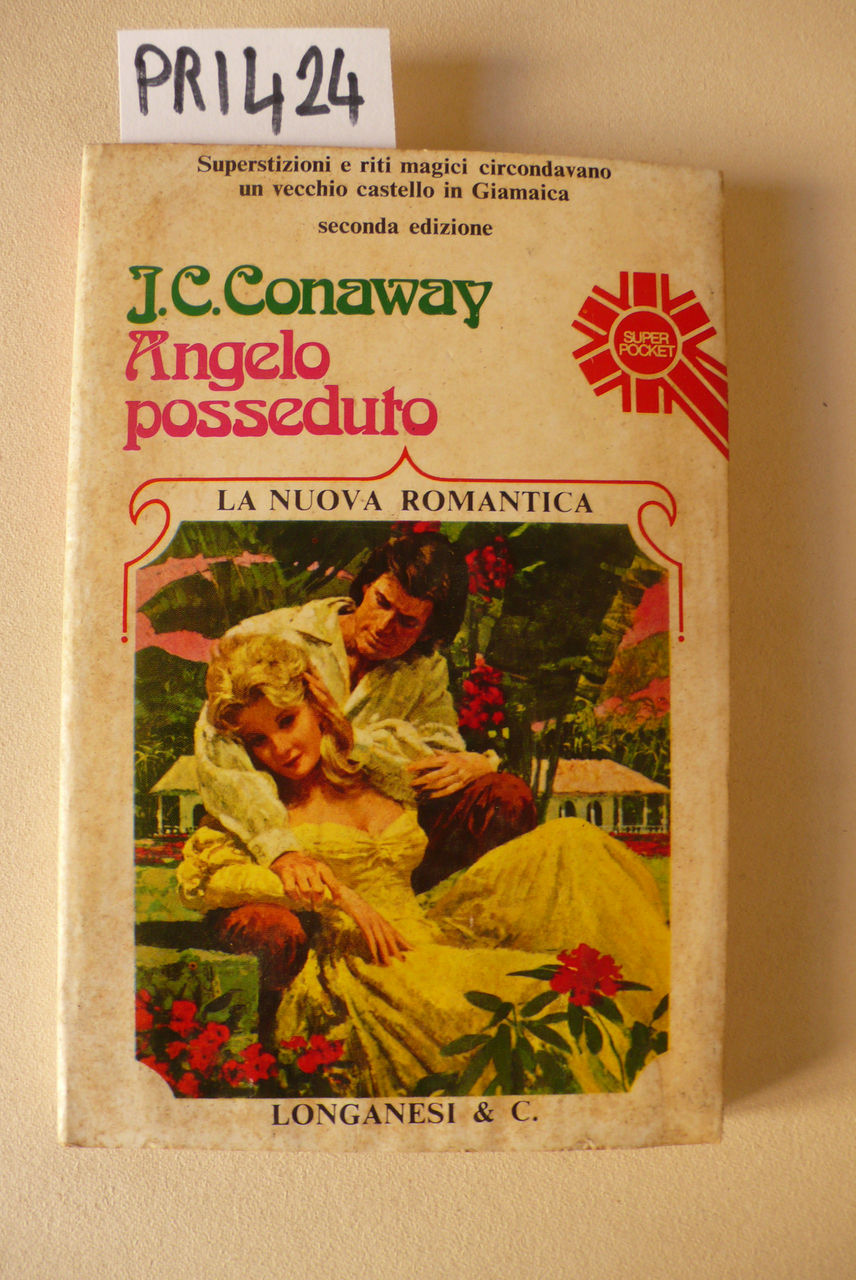 PRI424
Superstizioni e riti magici circondavano
un vecchio castello in Giamaica
seconda edizione
J.C.Conaway
Angelo
posseduto
SUPER
POCKET
LA NUOVA ROMANTICA
LONGANESI & C.